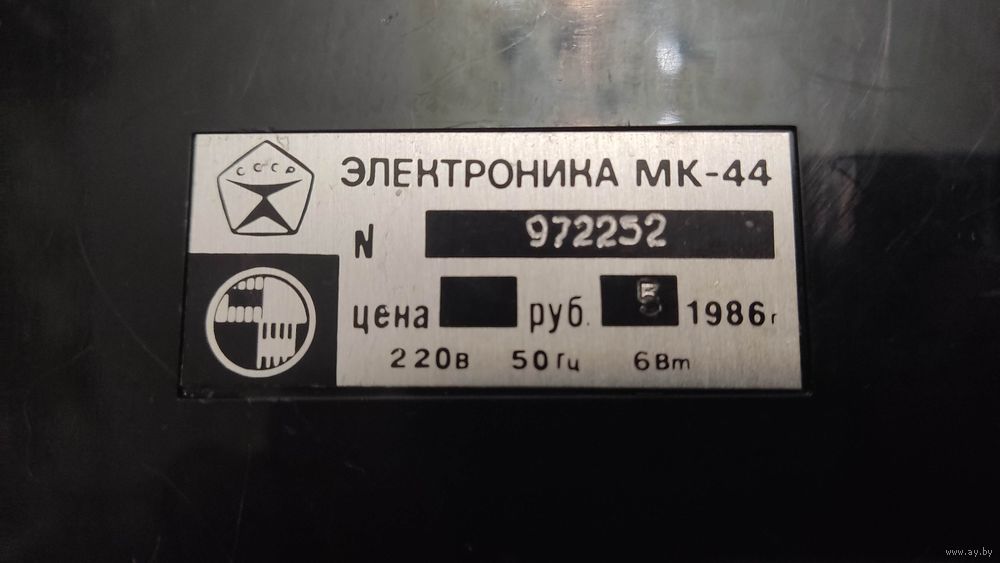 СССР
ЭЛЕКТРОНИКА МК-44
N 972252
цена руб. 5 1986г
220В 50Гц 6Вт
www.ay.by